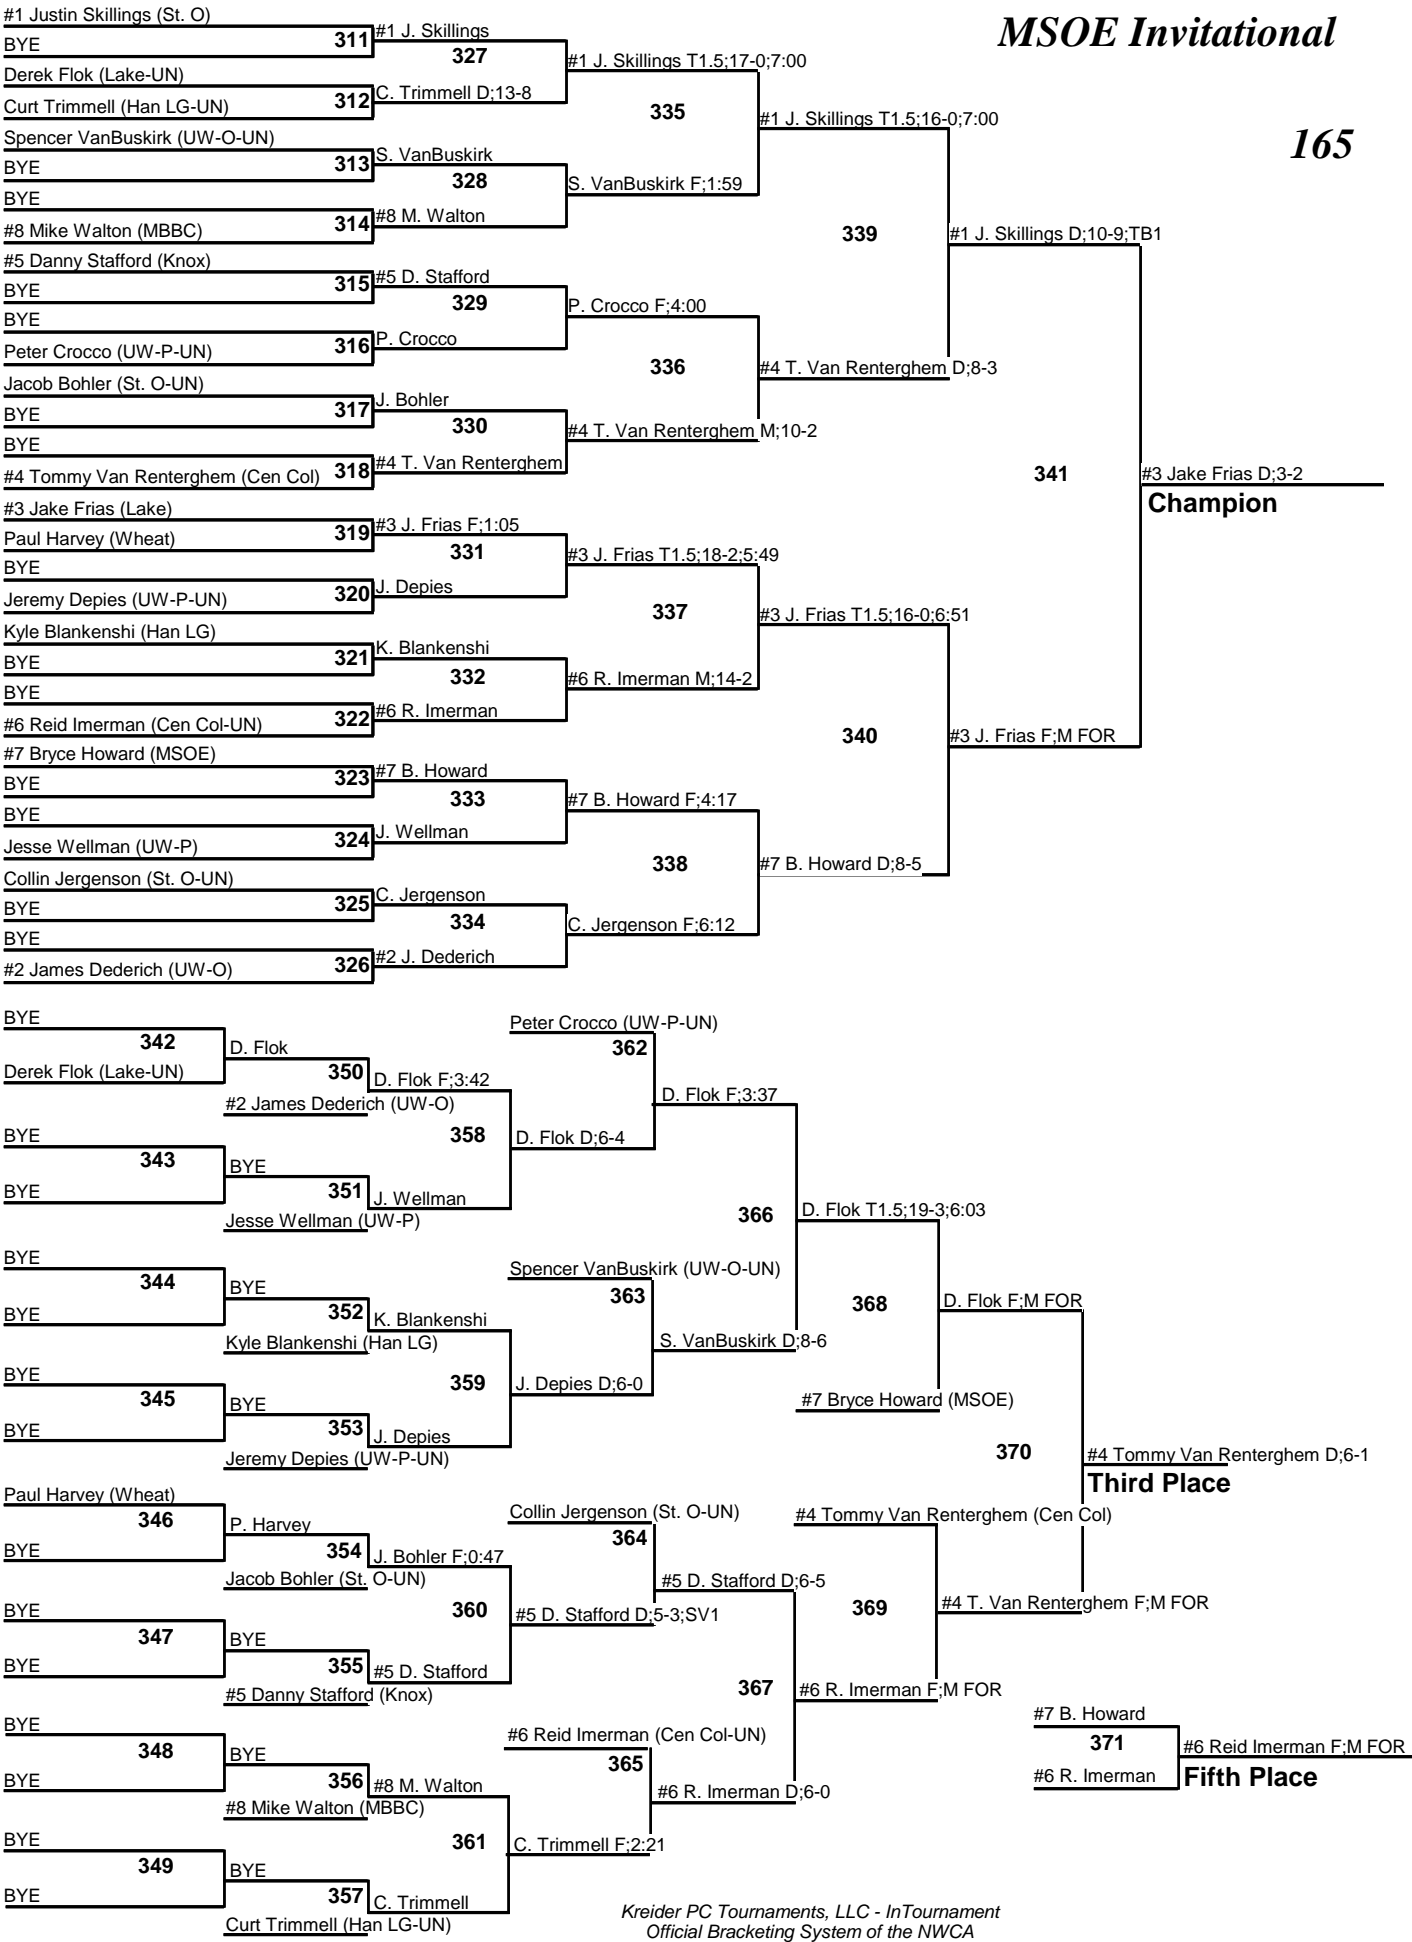 MSOE Invitational
165
#1 Justin Skillings (St. O)
BYE
311
Derek Flok (Lake-UN)
Curt Trimmell (Han LG-UN)
312
Spencer VanBuskirk (UW-O-UN)
BYE
313
BYE
#8 Mike Walton (MBBC)
314
#5 Danny Stafford (Knox)
BYE
315
BYE
Peter Crocco (UW-P-UN)
316
Jacob Bohler (St. O-UN)
BYE
317
BYE
#4 Tommy Van Renterghem (Cen Col)
318
#3 Jake Frias (Lake)
Paul Harvey (Wheat)
319
BYE
Jeremy Depies (UW-P-UN)
320
Kyle Blankenshi (Han LG)
BYE
321
BYE
#6 Reid Imerman (Cen Col-UN)
322
#7 Bryce Howard (MSOE)
BYE
323
BYE
Jesse Wellman (UW-P)
324
Collin Jergenson (St. O-UN)
BYE
325
BYE
#2 James Dederich (UW-O)
326
#1 J. Skillings
327
C. Trimmell D;13-8
S. VanBuskirk
328
#8 M. Walton
#5 D. Stafford
329
P. Crocco
J. Bohler
330
#4 T. Van Renterghem
#3 J. Frias F;1:05
331
J. Depies
K. Blankenshi
332
#6 R. Imerman
#7 B. Howard
333
J. Wellman
C. Jergenson
334
#2 J. Dederich
#1 J. Skillings T1.5;17-0;7:00
335
S. VanBuskirk F;1:59
P. Crocco F;4:00
336
#4 T. Van Renterghem M;10-2
#3 J. Frias T1.5;18-2;5:49
337
#6 R. Imerman M;14-2
#7 B. Howard F;4:17
338
C. Jergenson F;6:12
#1 J. Skillings T1.5;16-0;7:00
339
#4 T. Van Renterghem D;8-3
#3 J. Frias T1.5;16-0;6:51
340
#7 B. Howard D;8-5
#1 J. Skillings D;10-9;TB1
341
#3 J. Frias F;M FOR
#3 Jake Frias D;3-2
Champion
BYE
342
Derek Flok (Lake-UN)
BYE
343
BYE
BYE
344
BYE
BYE
345
BYE
Paul Harvey (Wheat)
346
BYE
BYE
347
BYE
BYE
348
BYE
BYE
349
BYE
D. Flok
350
#2 James Dederich (UW-O)
BYE
351
Jesse Wellman (UW-P)
BYE
352
Kyle Blankenshi (Han LG)
BYE
353
Jeremy Depies (UW-P-UN)
P. Harvey
354
Jacob Bohler (St. O-UN)
BYE
355
#5 Danny Stafford (Knox)
BYE
356
#8 Mike Walton (MBBC)
BYE
357
Curt Trimmell (Han LG-UN)
D. Flok F;3:42
358
J. Wellman
K. Blankenshi
359
J. Depies
J. Bohler F;0:47
360
#5 D. Stafford
#8 M. Walton
361
C. Trimmell
Peter Crocco (UW-P-UN)
362
D. Flok D;6-4
Spencer VanBuskirk (UW-O-UN)
363
J. Depies D;6-0
Collin Jergenson (St. O-UN)
364
#5 D. Stafford D;5-3;SV1
#6 Reid Imerman (Cen Col-UN)
365
C. Trimmell F;2:21
D. Flok F;3:37
366
S. VanBuskirk D;8-6
#5 D. Stafford D;6-5
367
#6 R. Imerman D;6-0
D. Flok T1.5;19-3;6:03
368
#7 Bryce Howard (MSOE)
#4 Tommy Van Renterghem (Cen Col)
369
#6 R. Imerman F;M FOR
D. Flok F;M FOR
370
#4 T. Van Renterghem F;M FOR
#4 Tommy Van Renterghem D;6-1
Third Place
#7 B. Howard
371
#6 R. Imerman
#6 Reid Imerman F;M FOR
Fifth Place
Kreider PC Tournaments, LLC - InTournament
Official Bracketing System of the NWCA